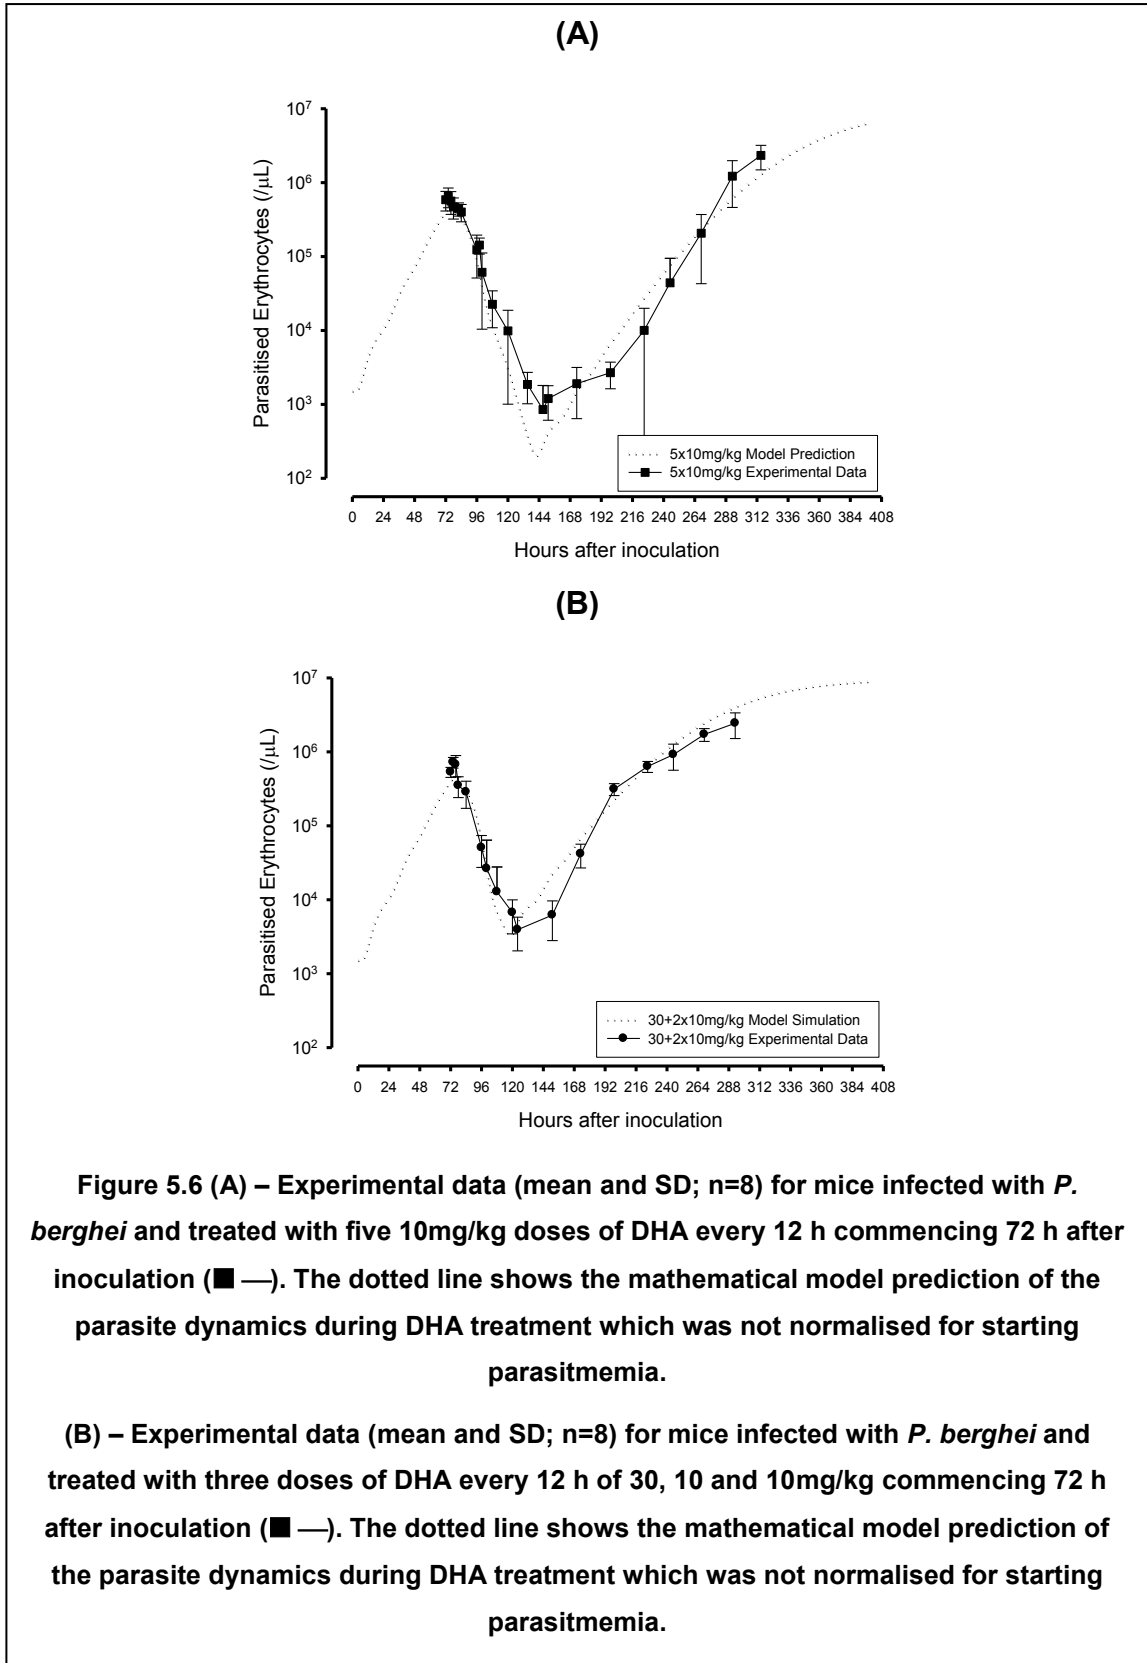 (A)
Parasitised Erythrocytes (/µL)
10⁷
10⁶
10⁵
10⁴
10³
10²
5x10mg/kg Model Prediction
5x10mg/kg Experimental Data
0 24 48 72 96 120 144 168 192 216 240 264 288 312 336 360 384 408
Hours after inoculation
(B)
Parasitised Erythrocytes (/µL)
10⁷
10⁶
10⁵
10⁴
10³
10²
30+2x10mg/kg Model Simulation
30+2x10mg/kg Experimental Data
0 24 48 72 96 120 144 168 192 216 240 264 288 312 336 360 384 408
Hours after inoculation
Figure 5.6 (A) – Experimental data (mean and SD; n=8) for mice infected with P.
berghei and treated with five 10mg/kg doses of DHA every 12 h commencing 72 h after
inoculation (■ —). The dotted line shows the mathematical model prediction of the
parasite dynamics during DHA treatment which was not normalised for starting
parasitmemia.
(B) – Experimental data (mean and SD; n=8) for mice infected with P. berghei and
treated with three doses of DHA every 12 h of 30, 10 and 10mg/kg commencing 72 h
after inoculation (■ —). The dotted line shows the mathematical model prediction of
the parasite dynamics during DHA treatment which was not normalised for starting
parasitmemia.